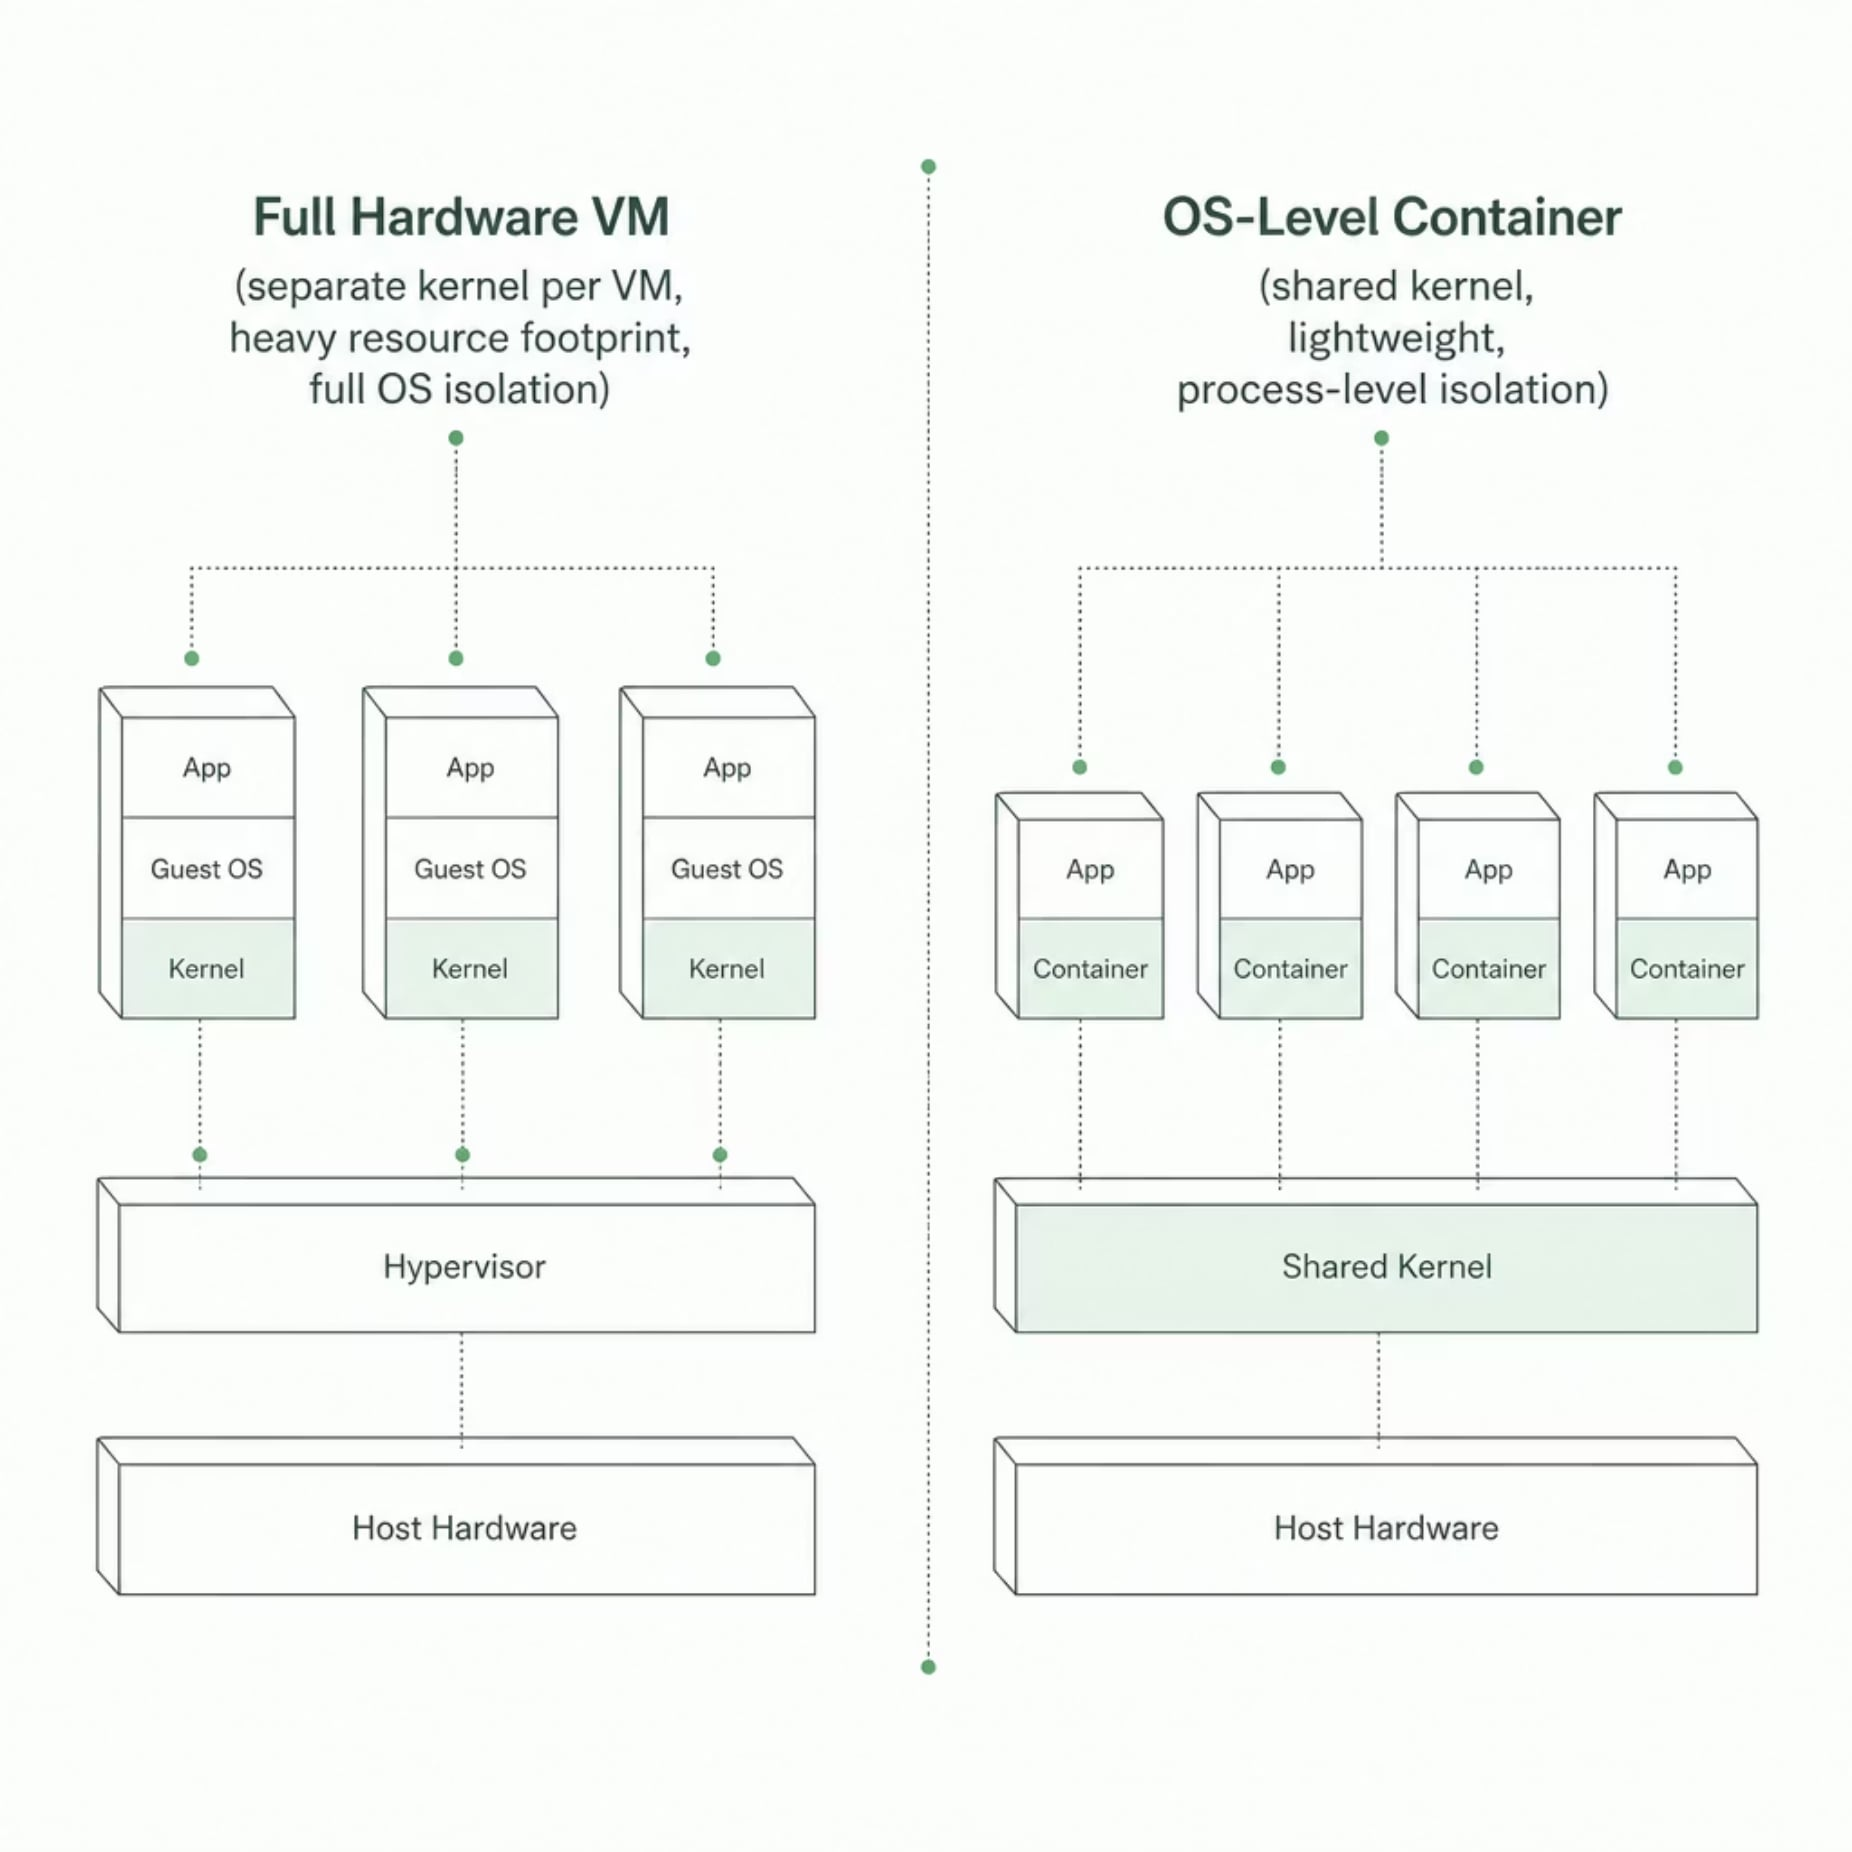 Full Hardware VM
(separate kernel per VM,
heavy resource footprint,
full OS isolation)
App
Guest OS
Kernel
App
Guest OS
Kernel
App
Guest OS
Kernel
Hypervisor
Host Hardware
OS-Level Container
(shared kernel,
lightweight,
process-level isolation)
App
Container
App
Container
App
Container
App
Container
Shared Kernel
Host Hardware